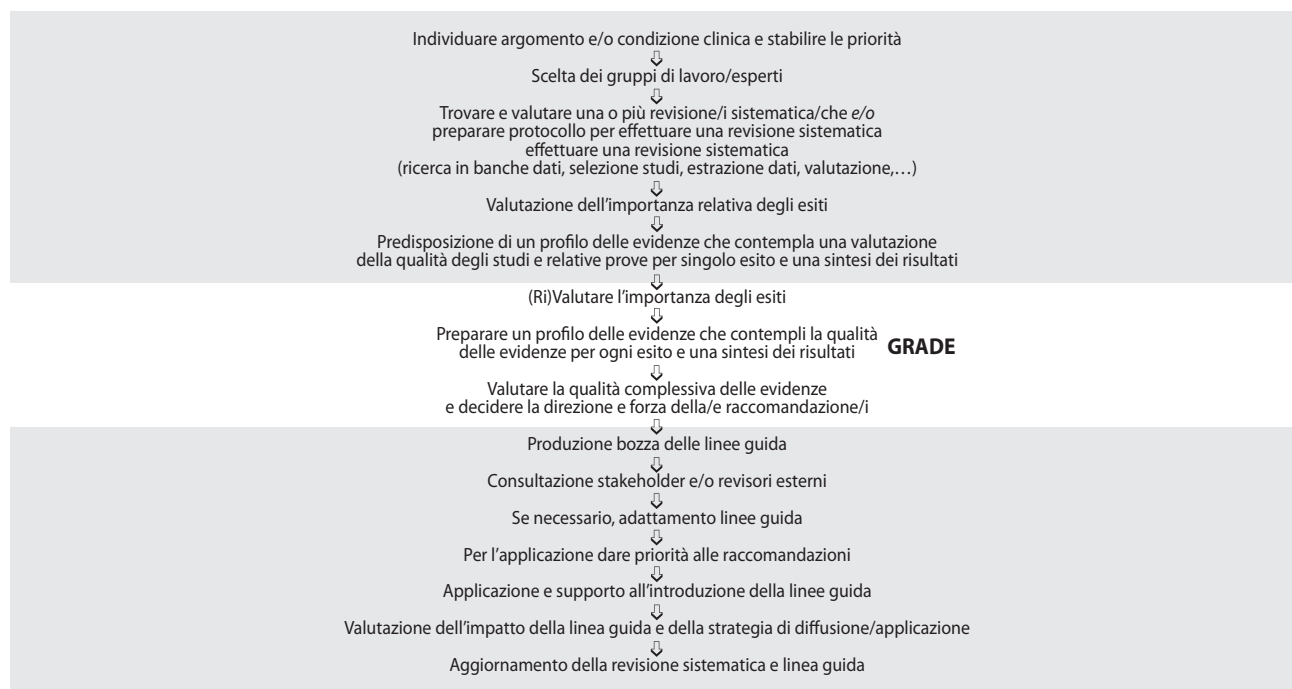 Individuare argomento e/o condizione clinica e stabilire le priorità
Scelta dei gruppi di lavoro/esperti
Trovare e valutare una o più revisione/i sistematica/che e/o
preparare protocollo per effettuare una revisione sistematica
effettuare una revisione sistematica
(ricerca in banche dati, selezione studi, estrazione dati, valutazione,…)
Valutazione dell'importanza relativa degli esiti
Predisposizione di un profilo delle evidenze che contempla una valutazione
della qualità degli studi e relative prove per singolo esito e una sintesi dei risultati
(Ri)Valutare l'importanza degli esiti
Preparare un profilo delle evidenze che contempli la qualità
delle evidenze per ogni esito e una sintesi dei risultati
GRADE
Valutare la qualità complessiva delle evidenze
e decidere la direzione e forza della/e raccomandazione/i
Produzione bozza delle linee guida
Consultazione stakeholder e/o revisori esterni
Se necessario, adattamento linee guida
Per l'applicazione dare priorità alle raccomandazioni
Applicazione e supporto all'introduzione della linee guida
Valutazione dell'impatto della linea guida e della strategia di diffusione/applicazione
Aggiornamento della revisione sistematica e linea guida